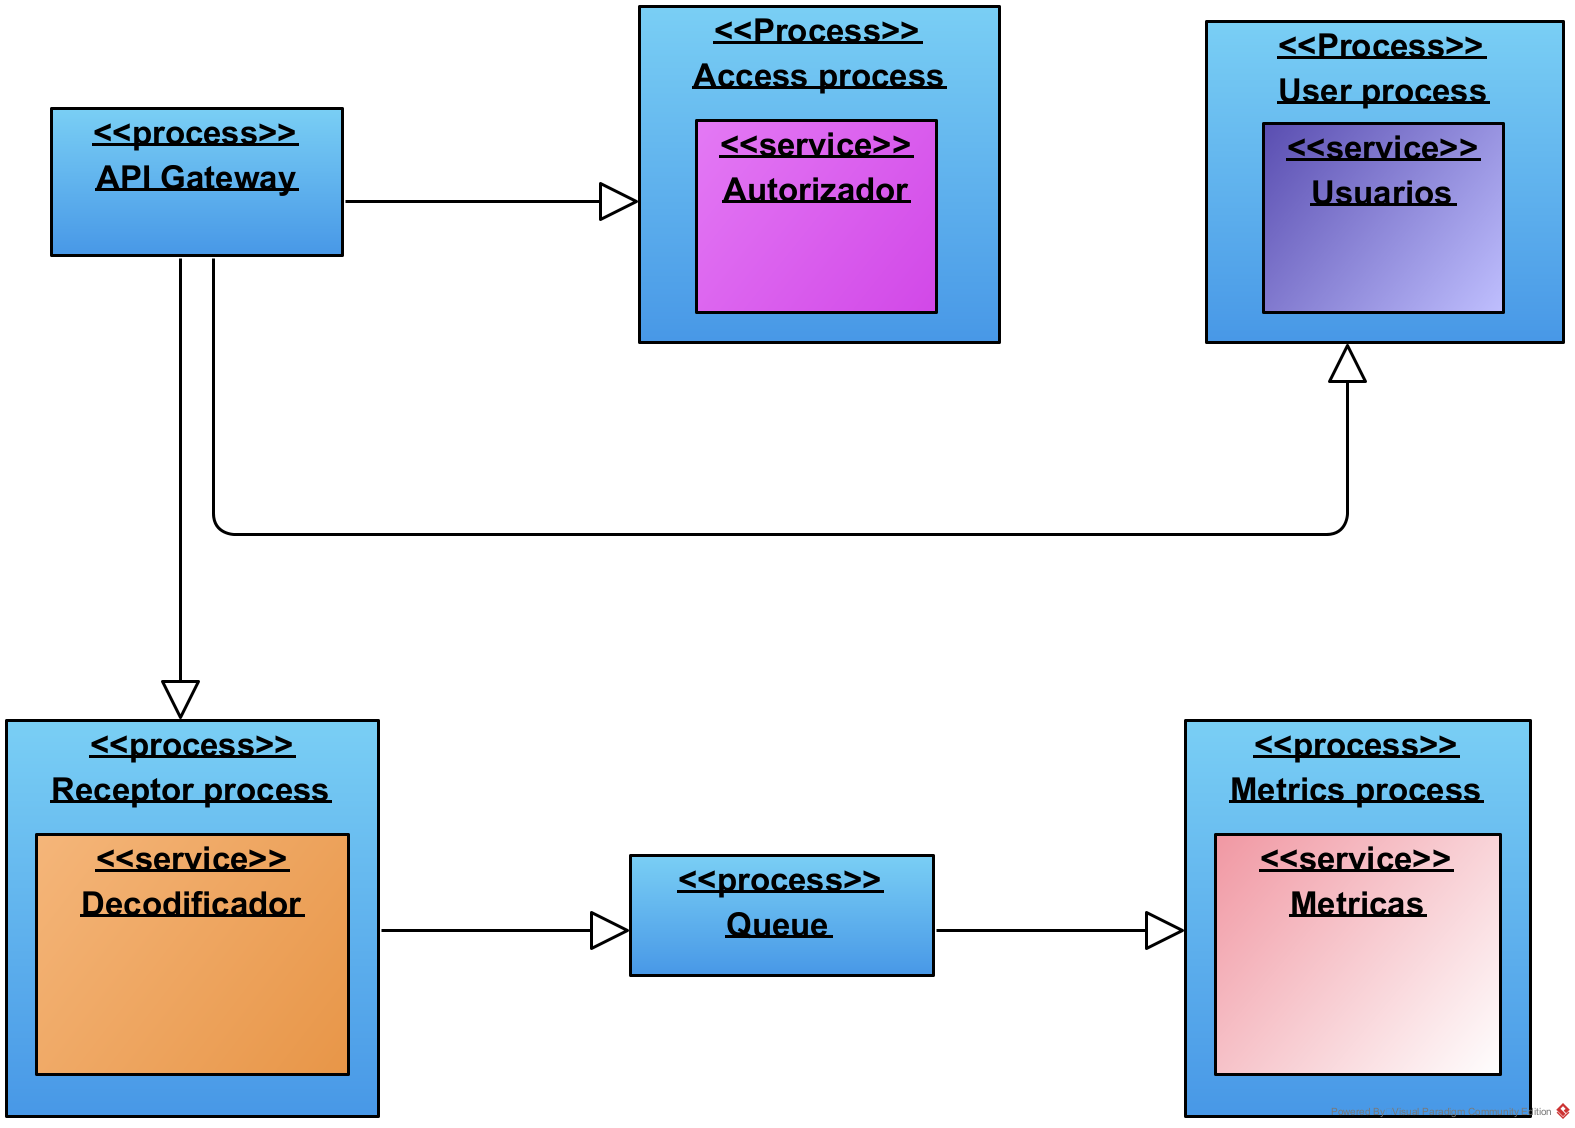 <<process>>
API Gateway
<<Process>>
Access process
<<service>>
Autorizador
<<Process>>
User process
<<service>>
Usuarios
<<process>>
Receptor process
<<service>>
Decodificador
<<process>>
Queue
<<process>>
Metrics process
<<service>>
Metricas
Powered By Visual Paradigm Community Edition